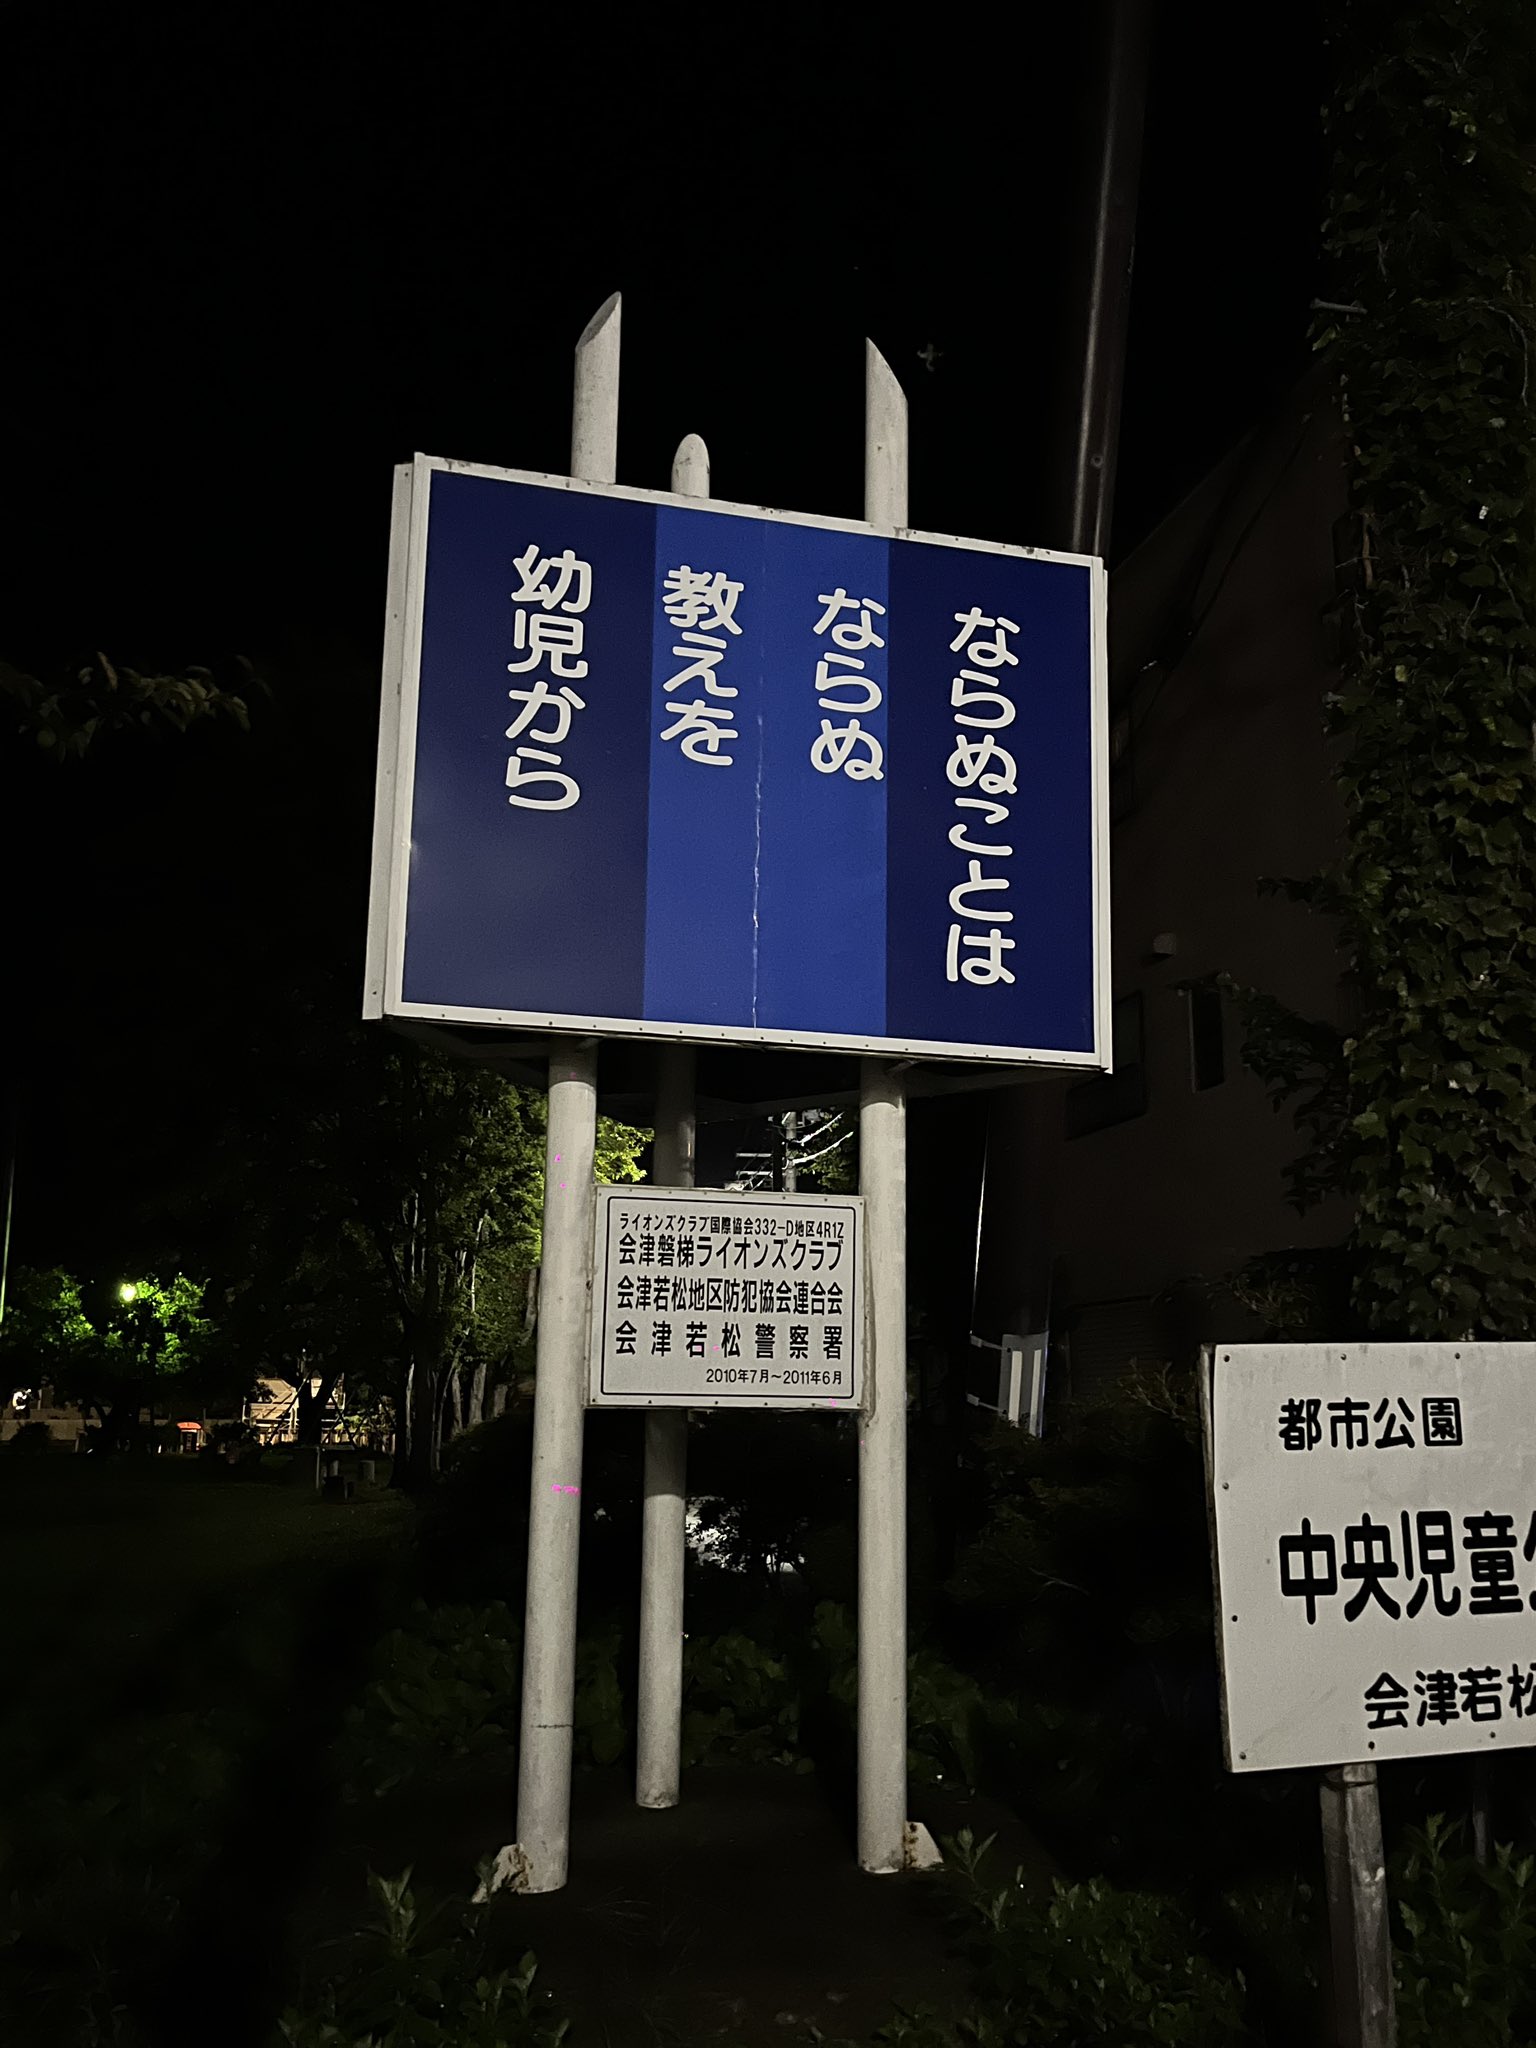 ならぬことは
ならぬ
教えを
幼児から
ライオンズクラブ国際協会332-D地区4R1Z
会津磐梯ライオンズクラブ
会津若松地区防犯協会連合会
会津若松警察署
2010年7月~2011年6月
都市公園
中央児童
会津若松